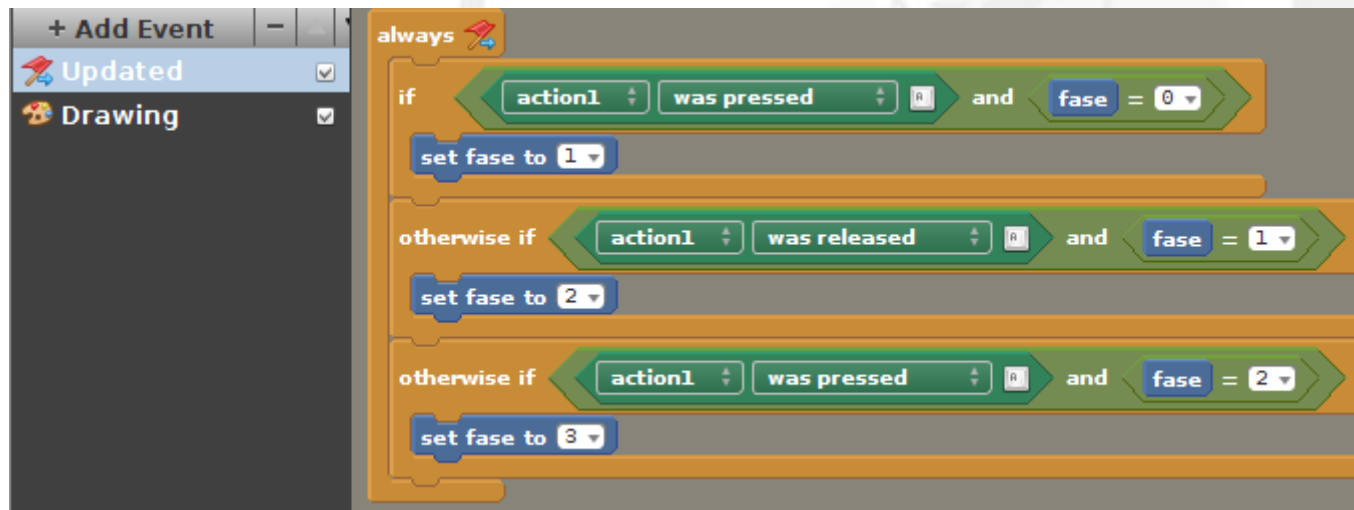 + Add Event −
Updated
Drawing
always
if action1 was pressed A and fase = 0
set fase to 1
otherwise if action1 was released A and fase = 1
set fase to 2
otherwise if action1 was pressed A and fase = 2
set fase to 3